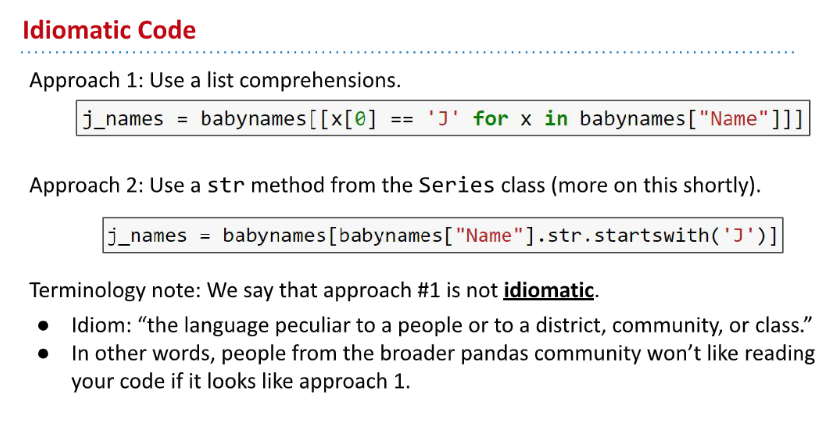 Idiomatic Code
Approach 1: Use a list comprehensions.
j_names = babynames[[x[0] == 'J' for x in babynames["Name"]]]
Approach 2: Use a str method from the Series class (more on this shortly).
j_names = babynames[babynames["Name"].str.startswith('J')]
Terminology note: We say that approach #1 is not idiomatic.
● Idiom: “the language peculiar to a people or to a district, community, or class.”
● In other words, people from the broader pandas community won’t like reading
your code if it looks like approach 1.